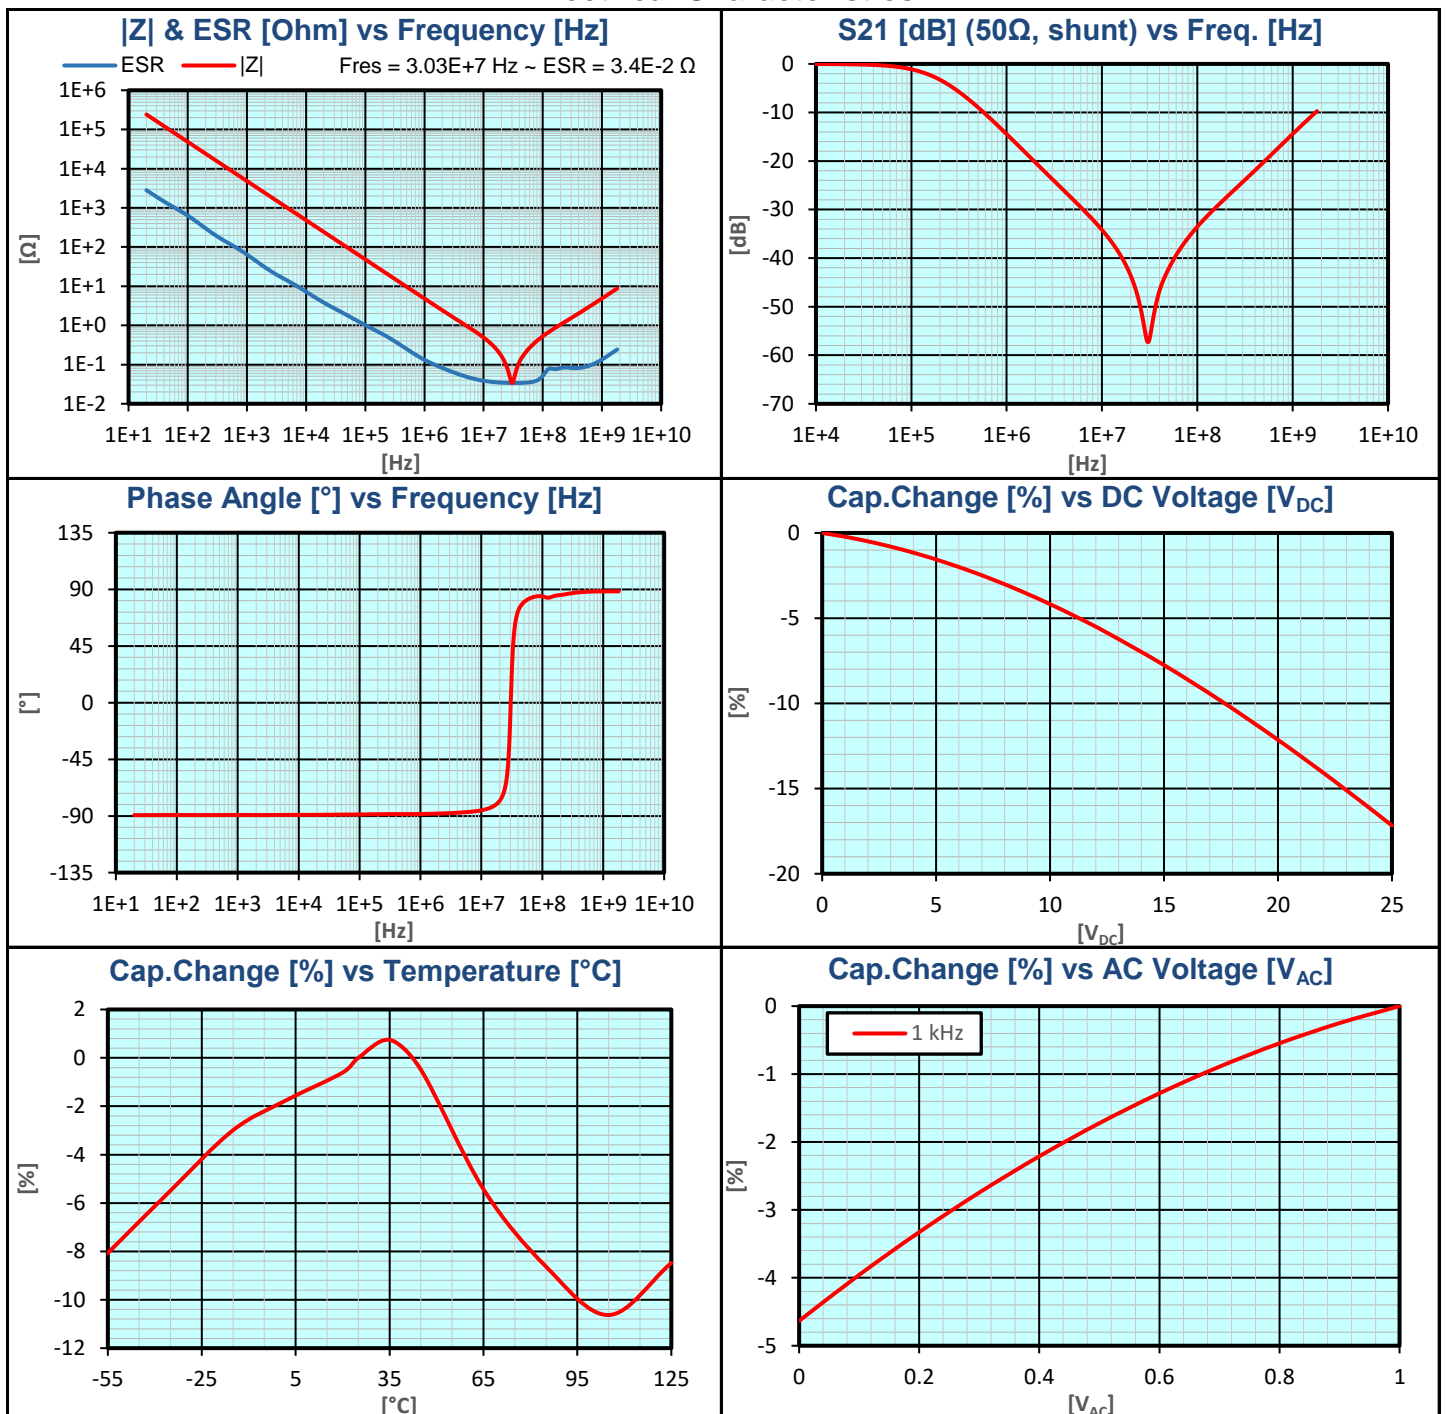 |Z| & ESR [Ohm] vs Frequency [Hz]
ESR |Z| Fres = 3.03E+7 Hz ~ ESR = 3.4E-2 Ω
1E+6
1E+5
1E+4
1E+3
1E+2
1E+1
1E+0
1E-1
1E-2
[Ω]
1E+1 1E+2 1E+3 1E+4 1E+5 1E+6 1E+7 1E+8 1E+9 1E+10
[Hz]
S21 [dB] (50Ω, shunt) vs Freq. [Hz]
0
-10
-20
-30
-40
-50
-60
-70
[dB]
1E+4 1E+5 1E+6 1E+7 1E+8 1E+9 1E+10
[Hz]
Phase Angle [°] vs Frequency [Hz]
135
90
45
0
-45
-90
-135
[°]
1E+1 1E+2 1E+3 1E+4 1E+5 1E+6 1E+7 1E+8 1E+9 1E+10
[Hz]
Cap.Change [%] vs DC Voltage [VDC]
0
-5
-10
-15
-20
[%]
0 5 10 15 20 25
[VDC]
Cap.Change [%] vs Temperature [°C]
2
0
-2
-4
-6
-8
-10
-12
[%]
-55 -25 5 35 65 95 125
[°C]
Cap.Change [%] vs AC Voltage [VAC]
1 kHz
0
-1
-2
-3
-4
-5
[%]
0 0.2 0.4 0.6 0.8 1
[VAC]